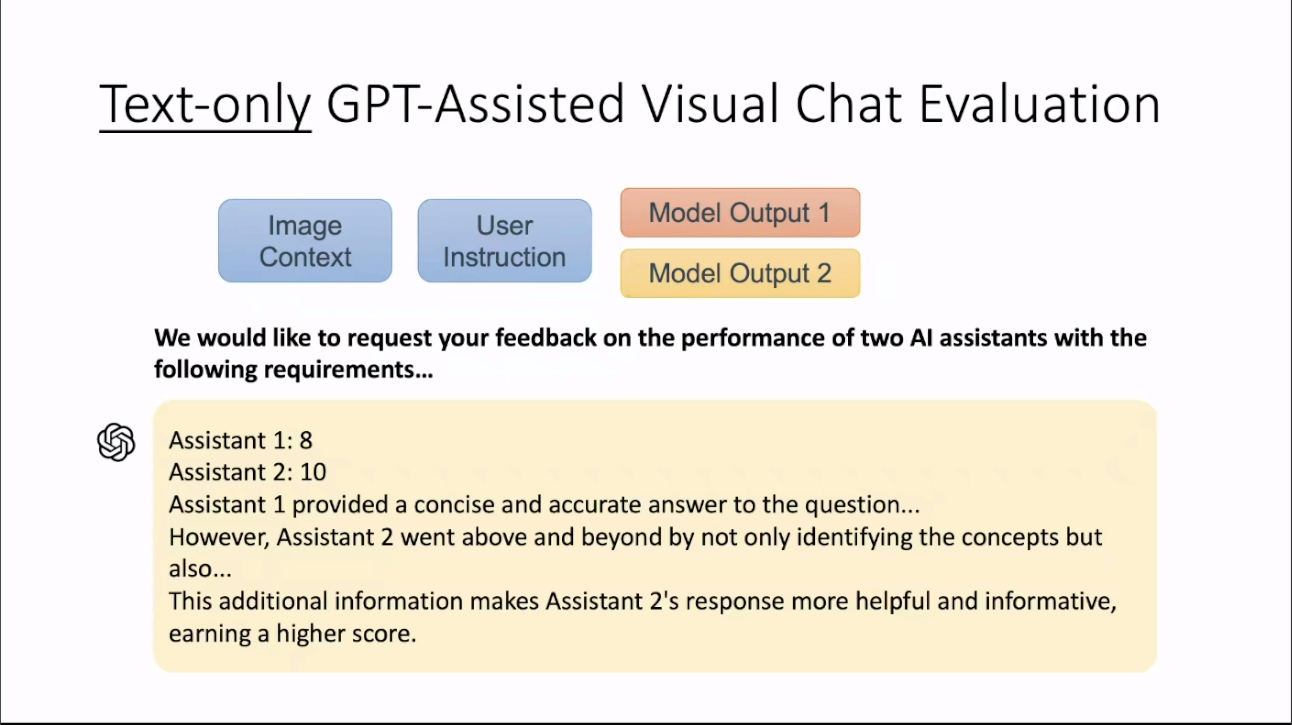 Text-only GPT-Assisted Visual Chat Evaluation
Image
Context
User
Instruction
Model Output 1
Model Output 2
We would like to request your feedback on the performance of two AI assistants with the
following requirements...
Assistant 1: 8
Assistant 2: 10
Assistant 1 provided a concise and accurate answer to the question...
However, Assistant 2 went above and beyond by not only identifying the concepts but
also...
This additional information makes Assistant 2's response more helpful and informative,
earning a higher score.